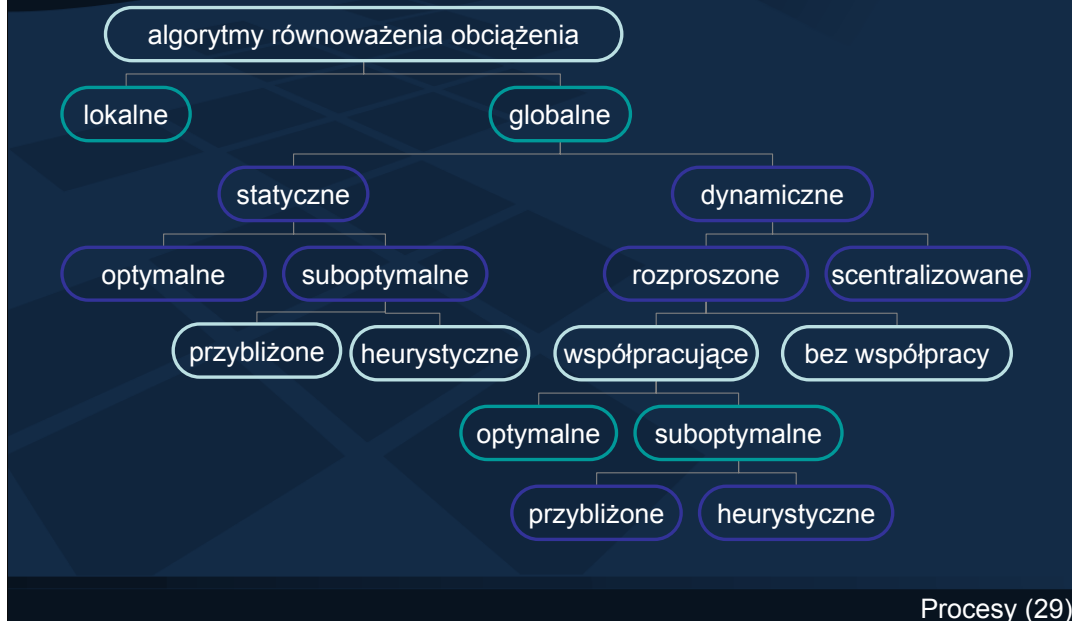 algorytmy równoważenia obciążenia
lokalne
globalne
statyczne
dynamiczne
optymalne
suboptymalne
rozproszone
scentralizowane
przybliżone
heurystyczne
współpracujące
bez współpracy
optymalne
suboptymalne
przybliżone
heurystyczne
Procesy (29)